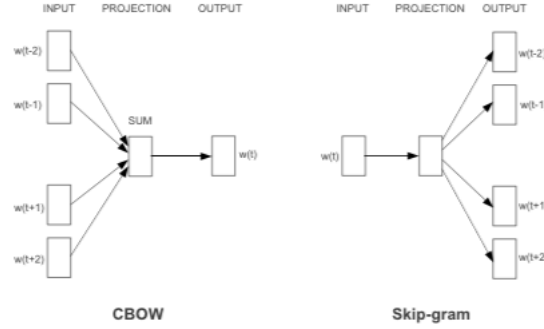 INPUT PROJECTION OUTPUT
w(t-2)
w(t-1)
SUM
w(t)
w(t+1)
w(t+2)
CBOW
INPUT PROJECTION OUTPUT
w(t-2)
w(t-1)
w(t)
w(t+1
w(t+2
Skip-gram